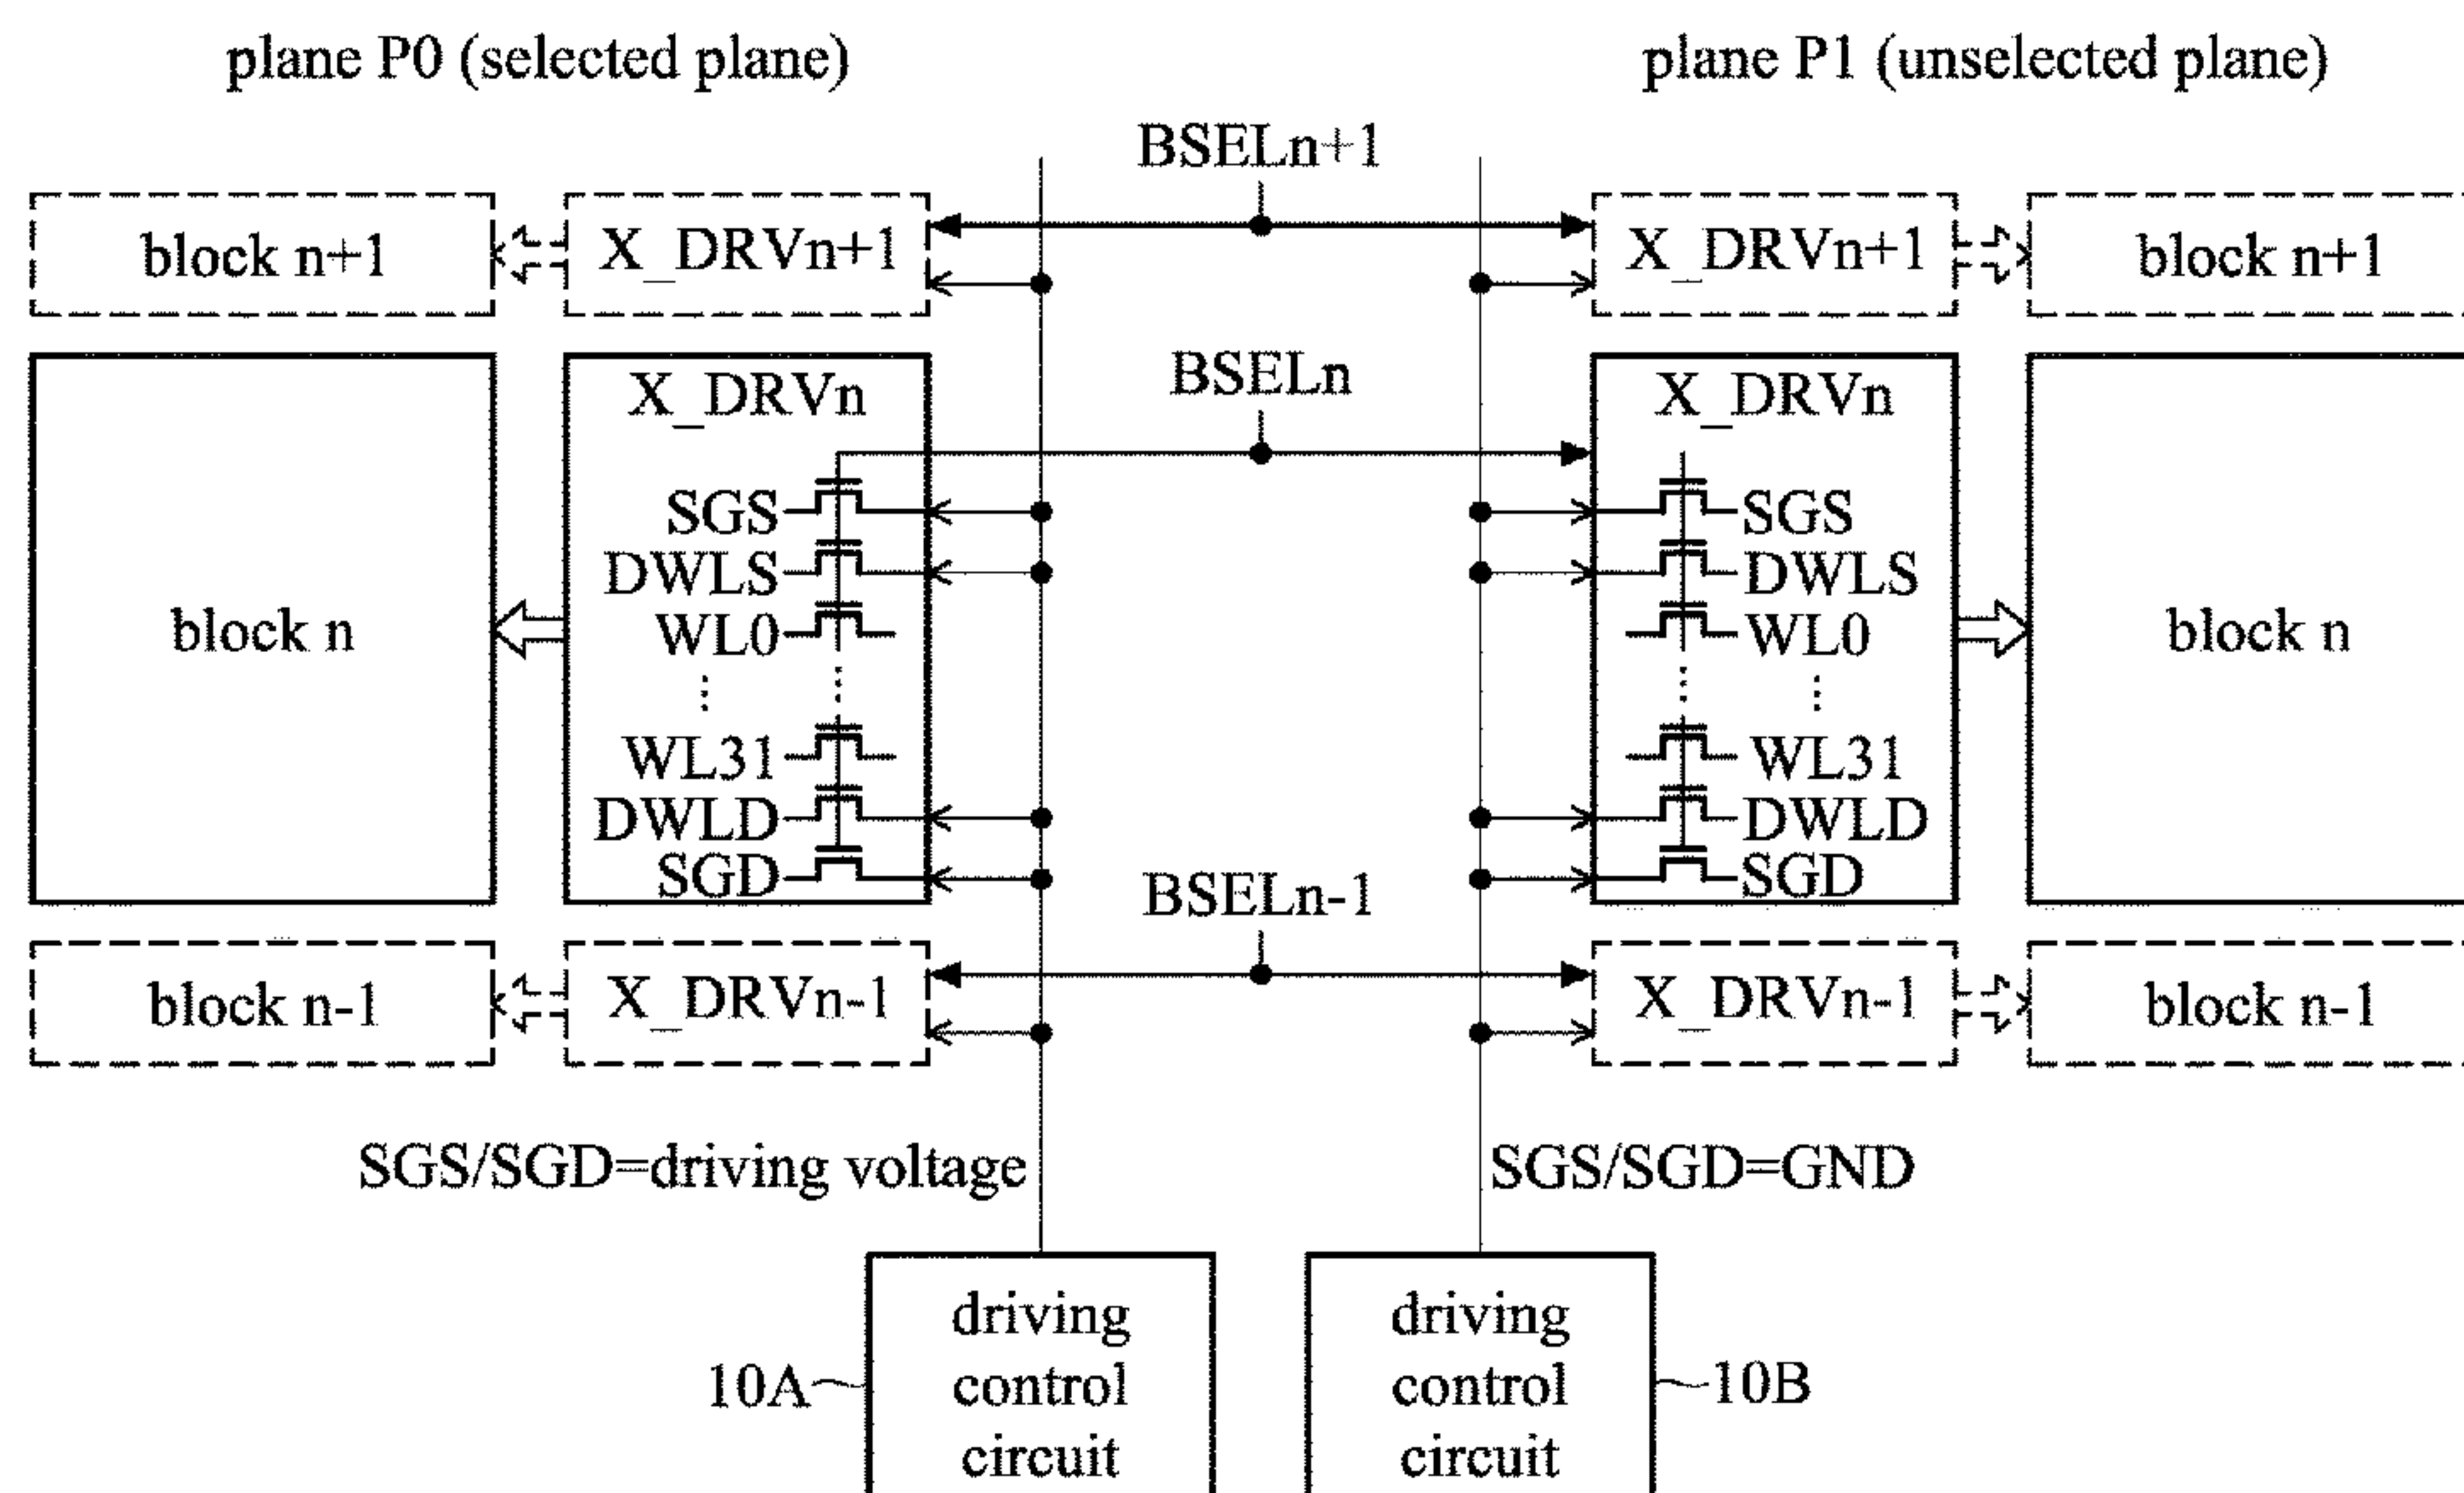 plane P0 (selected plane)
plane P1 (unselected plane)
BSELn+1
block n+1
X_DRVn+1
X_DRVn+1
block n+1
BSELn
X_DRVn
X_DRVn
SGS
SGS
DWLS
DWLS
block n
WL0
WL0
block n
⋮
⋮
⋮
⋮
WL31
WL31
DWLD
DWLD
SGD
SGD
BSELn-1
block n-1
X_DRVn-1
X_DRVn-1
block n-1
SGS/SGD=driving voltage
SGS/SGD=GND
driving
control
circuit
driving
control
circuit
10A
10B